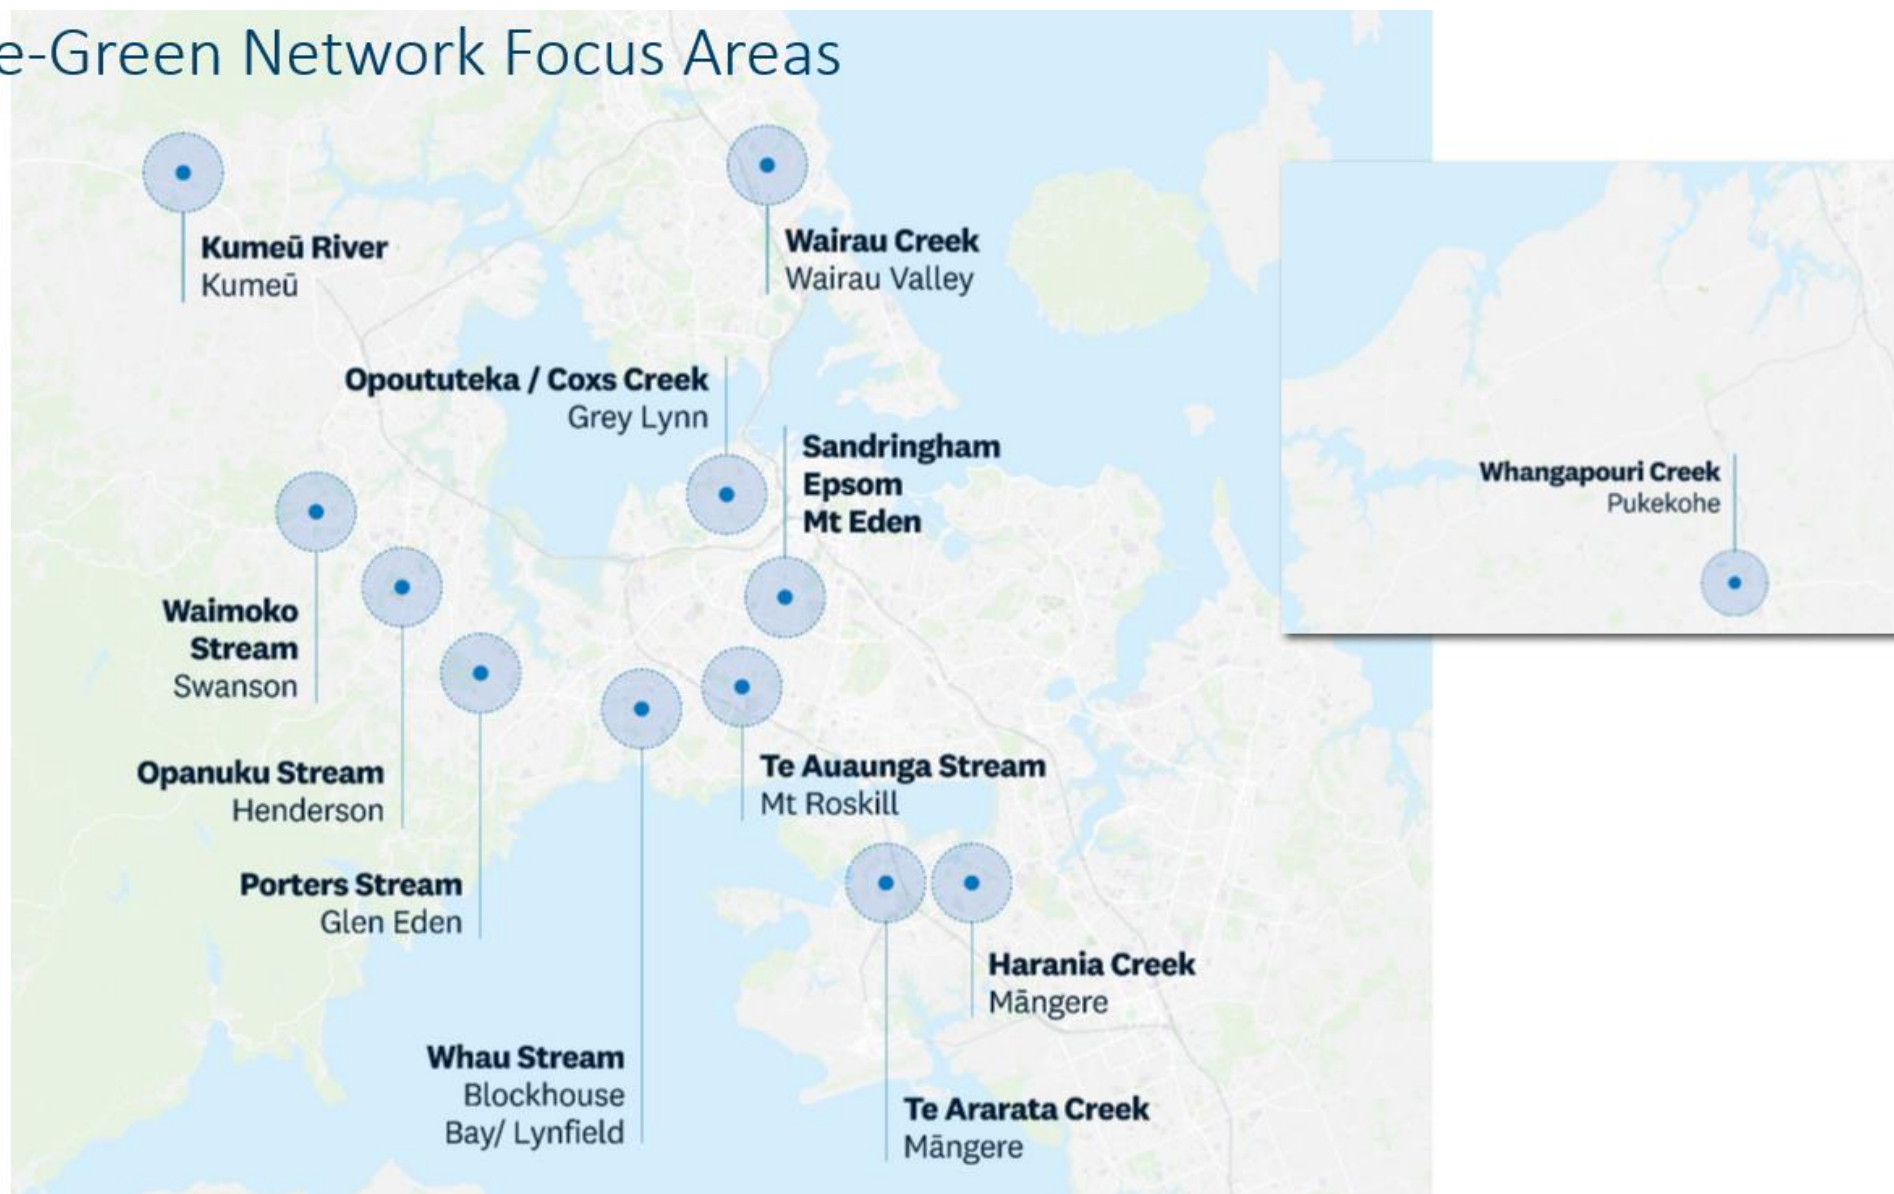 e-Green Network Focus Areas
Kumeū River
Kumeū
Wairau Creek
Wairau Valley
Opoututeka / Coxs Creek
Grey Lynn
Sandringham
Epsom
Mt Eden
Whangapouri Creek
Pukekohe
Waimoko
Stream
Swanson
Opanuku Stream
Henderson
Te Auaunga Stream
Mt Roskill
Porters Stream
Glen Eden
Harania Creek
Māngere
Whau Stream
Blockhouse
Bay/ Lynfield
Te Ararata Creek
Māngere